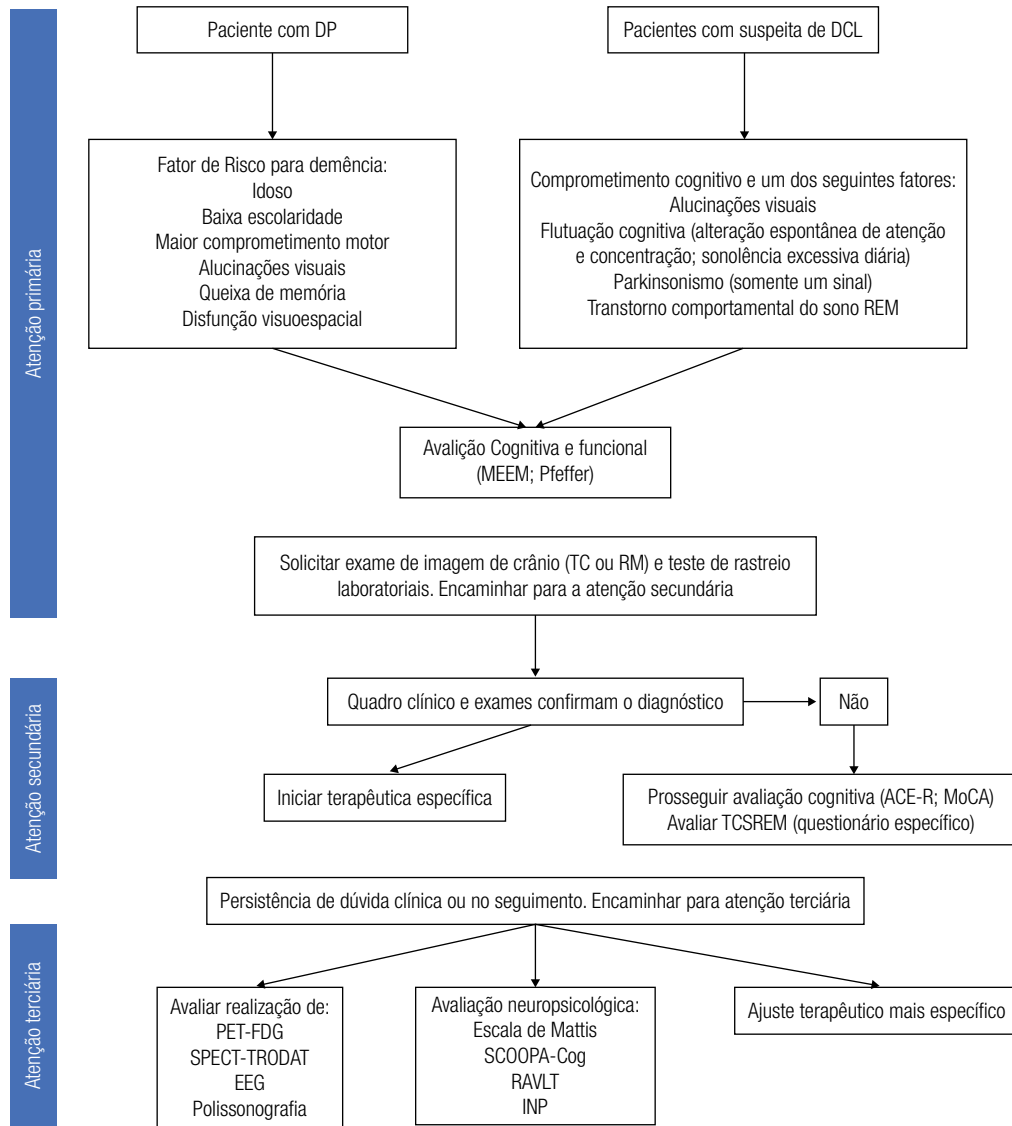 Atenção primária
Paciente com DP
Pacientes com suspeita de DCL
Fator de Risco para demência:
Idoso
Baixa escolaridade
Maior comprometimento motor
Alucinações visuais
Queixa de memória
Disfunção visuoespacial
Comprometimento cognitivo e um dos seguintes fatores:
Alucinações visuais
Flutuação cognitiva (alteração espontânea de atenção
e concentração; sonolência excessiva diária)
Parkinsonismo (somente um sinal)
Transtorno comportamental do sono REM
Avalição Cognitiva e funcional
(MEEM; Pfeffer)
Solicitar exame de imagem de crânio (TC ou RM) e teste de rastreio
laboratoriais. Encaminhar para a atenção secundária
Atenção secundária
Quadro clínico e exames confirmam o diagnóstico
Não
Iniciar terapêutica específica
Prosseguir avaliação cognitiva (ACE-R; MoCA)
Avaliar TCSREM (questionário específico)
Persistência de dúvida clínica ou no seguimento. Encaminhar para atenção terciária
Atenção terciária
Avaliar realização de:
PET-FDG
SPECT-TRODAT
EEG
Polissonografia
Avaliação neuropsicológica:
Escala de Mattis
SCOOPA-Cog
RAVLT
INP
Ajuste terapêutico mais específico